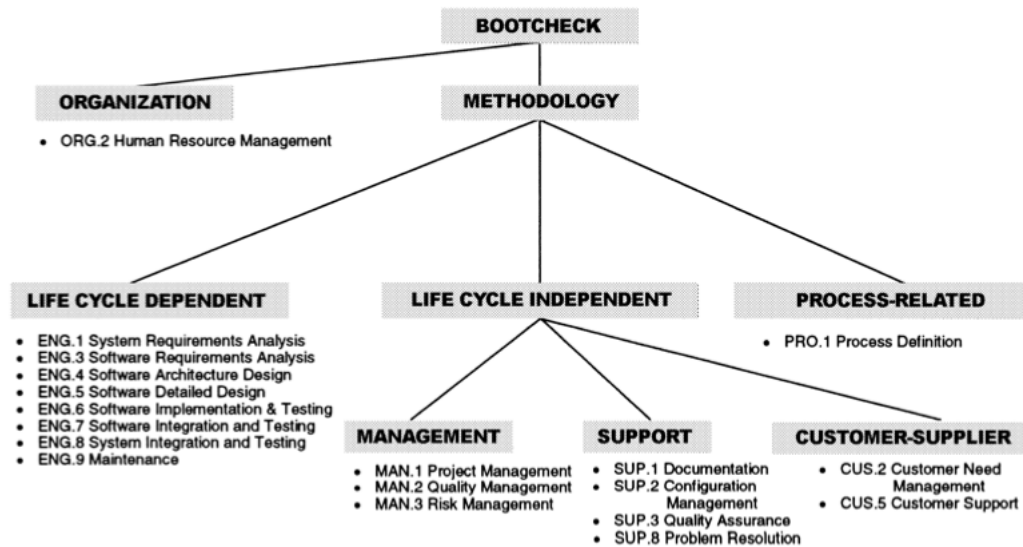 BOOTCHECK
ORGANIZATION
• ORG.2 Human Resource Management
METHODOLOGY
LIFE CYCLE DEPENDENT
• ENG.1 System Requirements Analysis
• ENG.3 Software Requirements Analysis
• ENG.4 Software Architecture Design
• ENG.5 Software Detailed Design
• ENG.6 Software Implementation & Testing
• ENG.7 Software Integration and Testing
• ENG.8 System Integration and Testing
• ENG.9 Maintenance
LIFE CYCLE INDEPENDENT
PROCESS-RELATED
• PRO.1 Process Definition
MANAGEMENT
• MAN.1 Project Management
• MAN.2 Quality Management
• MAN.3 Risk Management
SUPPORT
• SUP.1 Documentation
• SUP.2 Configuration
Management
• SUP.3 Quality Assurance
• SUP.8 Problem Resolution
CUSTOMER-SUPPLIER
• CUS.2 Customer Need
Management
• CUS.5 Customer Support